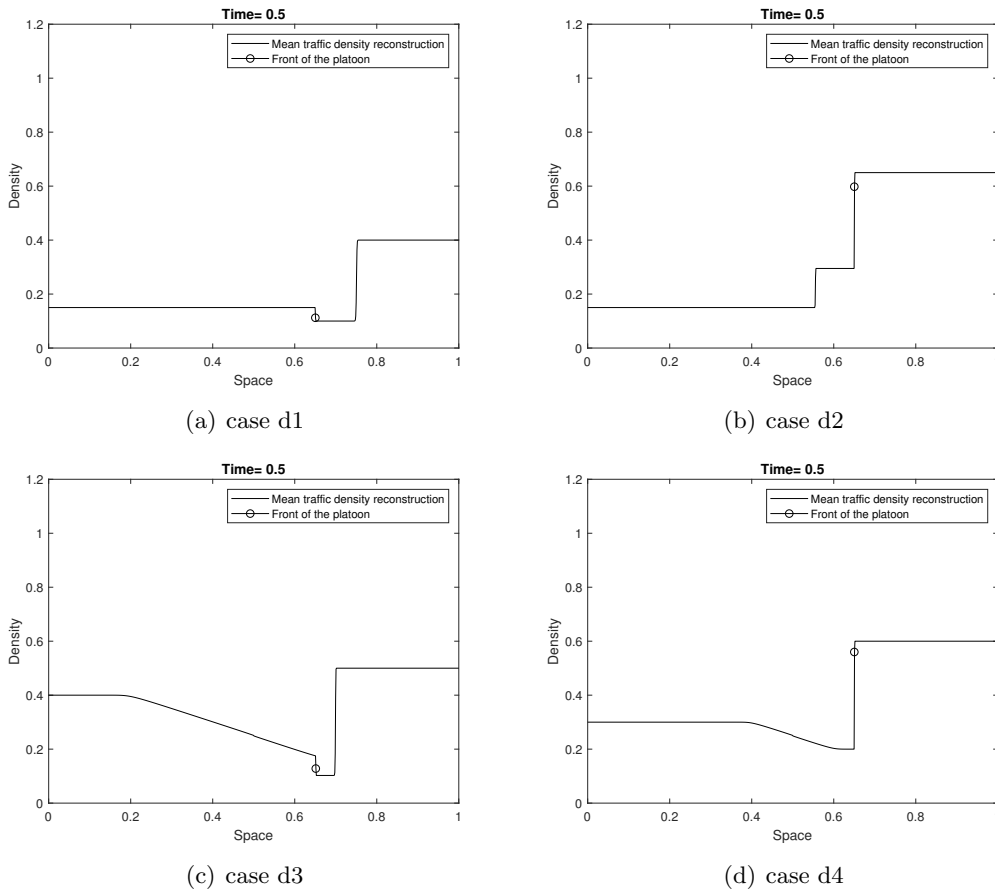 Time= 0.5
Mean traffic density reconstruction
Front of the platoon
1.2
1
0.8
0.6
0.4
0.2
0
Density
0 0.2 0.4 0.6 0.8 1
Space
(a) case d1
Time= 0.5
Mean traffic density reconstruction
Front of the platoon
1.2
1
0.8
0.6
0.4
0.2
0
Density
0 0.2 0.4 0.6 0.8
Space
(b) case d2
Time= 0.5
Mean traffic density reconstruction
Front of the platoon
1.2
1
0.8
0.6
0.4
0.2
0
Density
0 0.2 0.4 0.6 0.8 1
Space
(c) case d3
Time= 0.5
Mean traffic density reconstruction
Front of the platoon
1.2
1
0.8
0.6
0.4
0.2
0
Density
0 0.2 0.4 0.6 0.8
Space
(d) case d4